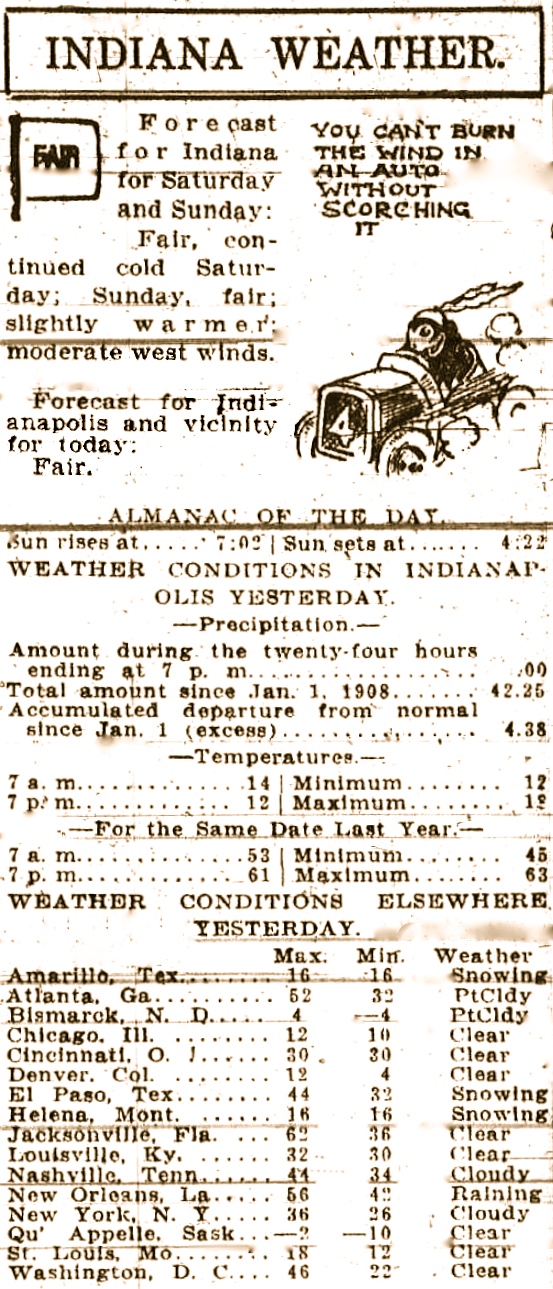 INDIANA WEATHER.
FAIR
Forecast
for Indiana
for Saturday
and Sunday:
Fair, con-
tinued cold Satur-
day; Sunday, fair;
slightly warmer;
moderate west winds.
Forecast for Indi-
anapolis and vicinity
for today:
Fair.
YOU CAN'T BURN
THE WIND IN
AN AUTO
WITHOUT
SCORCHING
IT
ALMANAC OF THE DAY.
Sun rises at...... 7:02 | Sun sets at....... 4:22
WEATHER CONDITIONS IN INDIANAP-
OLIS YESTERDAY.
—Precipitation.—
Amount during the twenty-four hours
ending at 7 p. m.................... .00
Total amount since Jan. 1, 1908....... 42.25
Accumulated departure from normal
since Jan. 1 (excess)................. 4.38
—Temperatures.—
7 a. m.............. 14 | Minimum........ 12
7 p. m.............. 12 | Maximum........
—For the Same Date Last Year.—
7 a. m.............. 53 | Minimum........ 45
7 p. m.............. 61 | Maximum........ 63
WEATHER CONDITIONS ELSEWHERE
YESTERDAY.
Max. Min. Weather
Amarillo, Tex......... 16 16 Snowing
Atlanta, Ga.......... 52 32 PtCldy
Bismarck, N. D..... 4 —4 PtCldy
Chicago, Ill. ........ 12 10 Clear
Cincinnati, O. ...... 30 30 Clear
Denver, Col. ........ 12 4 Clear
El Paso, Tex....... 44 32 Snowing
Helena, Mont. ...... 16 16 Snowing
Jacksonville, Fla. .... 62 36 Clear
Louisville, Ky. ...... 32 30 Clear
Nashville, Tenn...... 44 34 Cloudy
New Orleans, La..... 56 42 Raining
New York, N. Y..... 36 26 Cloudy
Qu' Appelle, Sask...—2 —10 Clear
St. Louis, Mo........ 18 12 Clear
Washington, D. C.... 46 22 Clear